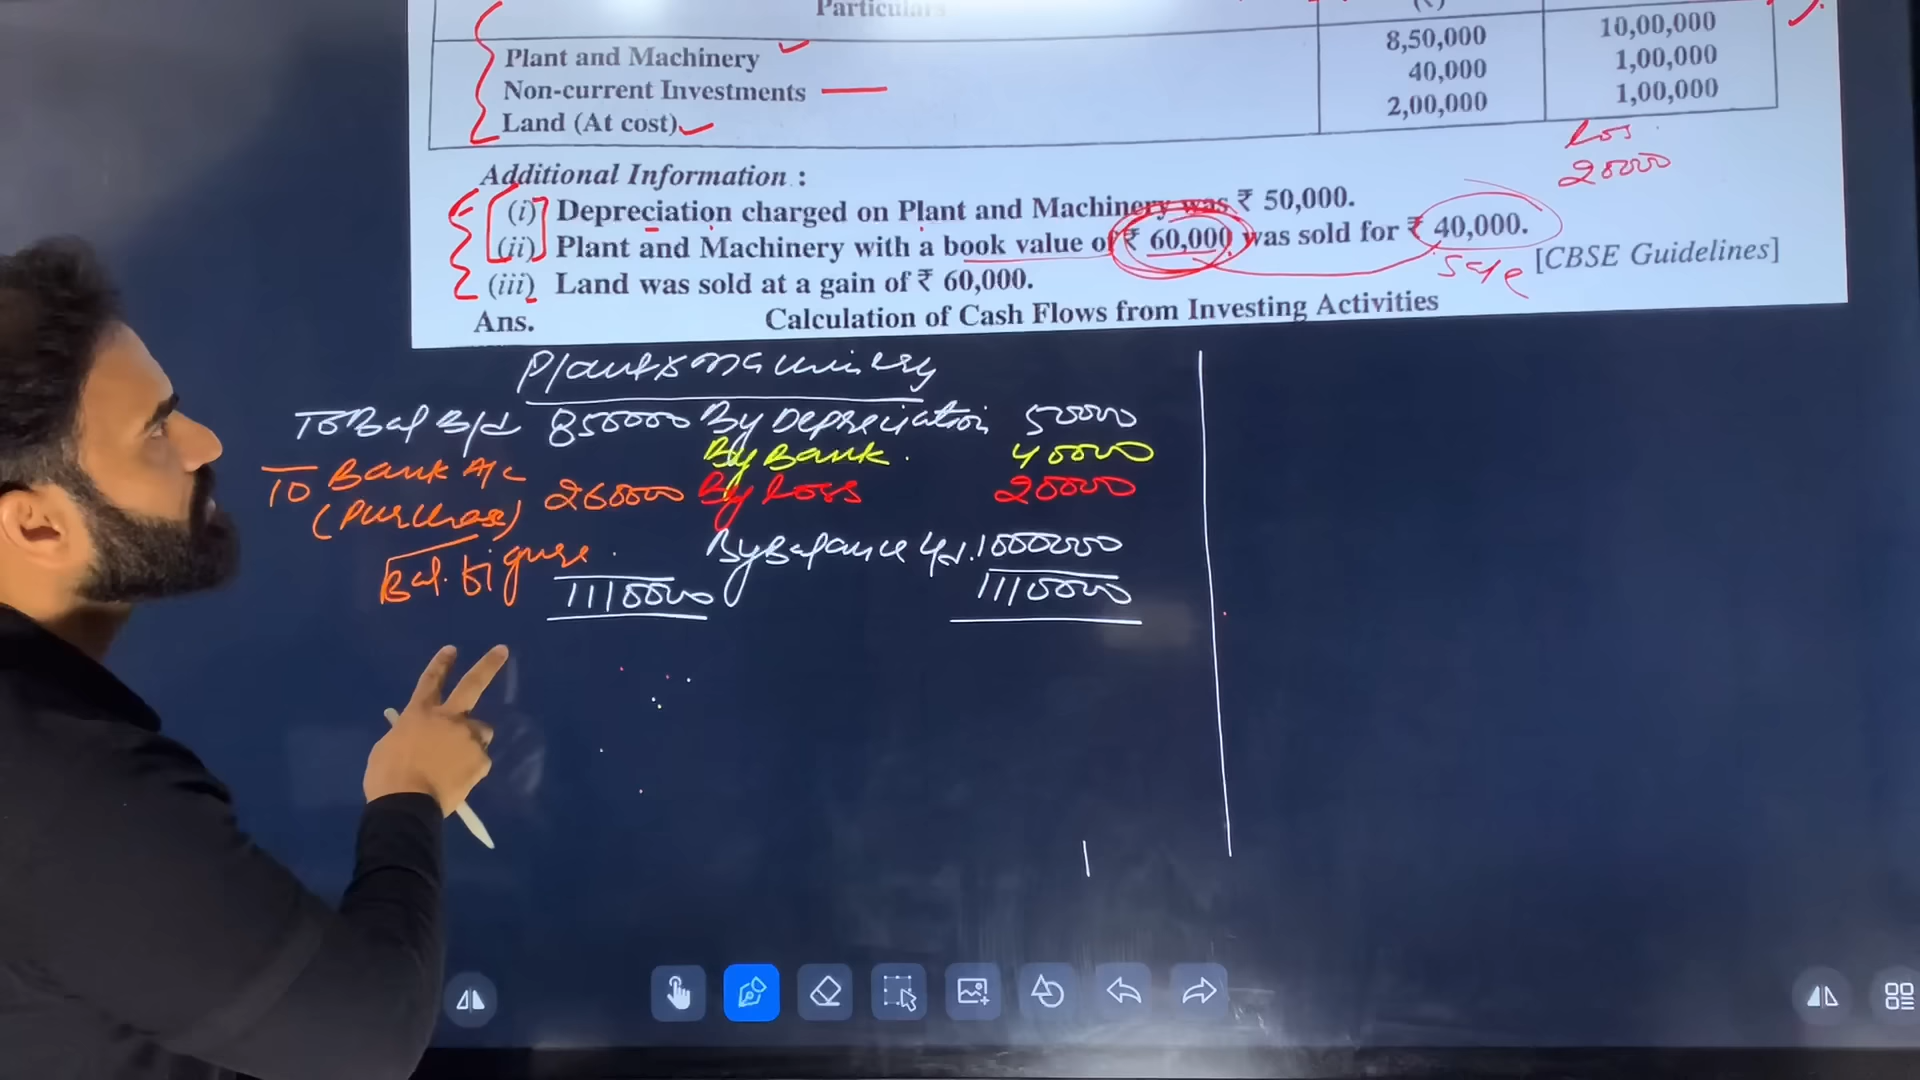 Particulars (₹)
Plant and Machinery 8,50,000 10,00,000
Non-current Investments 40,000 1,00,000
Land (At cost) 2,00,000 1,00,000
Los
20000
Additional Information :
(i) Depreciation charged on Plant and Machinery was ₹ 50,000.
(ii) Plant and Machinery with a book value of ₹ 60,000 was sold for ₹ 40,000.
Sale
[CBSE Guidelines]
(iii) Land was sold at a gain of ₹ 60,000.
Ans. Calculation of Cash Flows from Investing Activities
Plant & Machinery
To Bal B/d 850000 By Depreciation 50000
By Bank 40000
To Bank A/c 260000 By Loss 20000
(Purchase)
By Balance c/d. 1000000
Bal. figure
1110000 1110000